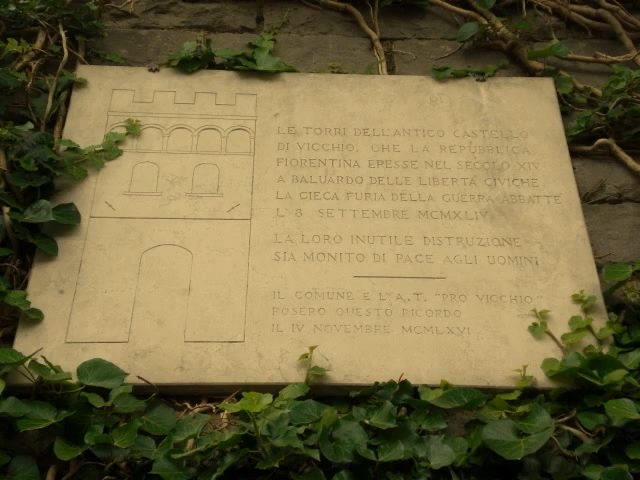 LE TORRI DELL'ANTICO CASTELLO
DI VICCHIO, CHE LA REPUBBLICA
FIORENTINA ERESSE NEL SECOLO XIV
A BALUARDO DELLE LIBERTA CIVICHE
LA CIECA FURIA DELLA GUERRA ABBATTE
L' 8 SETTEMBRE MCMXLIV
LA LORO INUTILE DISTRUZIONE
SIA MONITO DI PACE AGLI UOMINI
IL COMUNE E L'A.T. "PRO VICCHIO"
POSERO QUESTO RICORDO
IL IV NOVEMBRE MCMLXVI